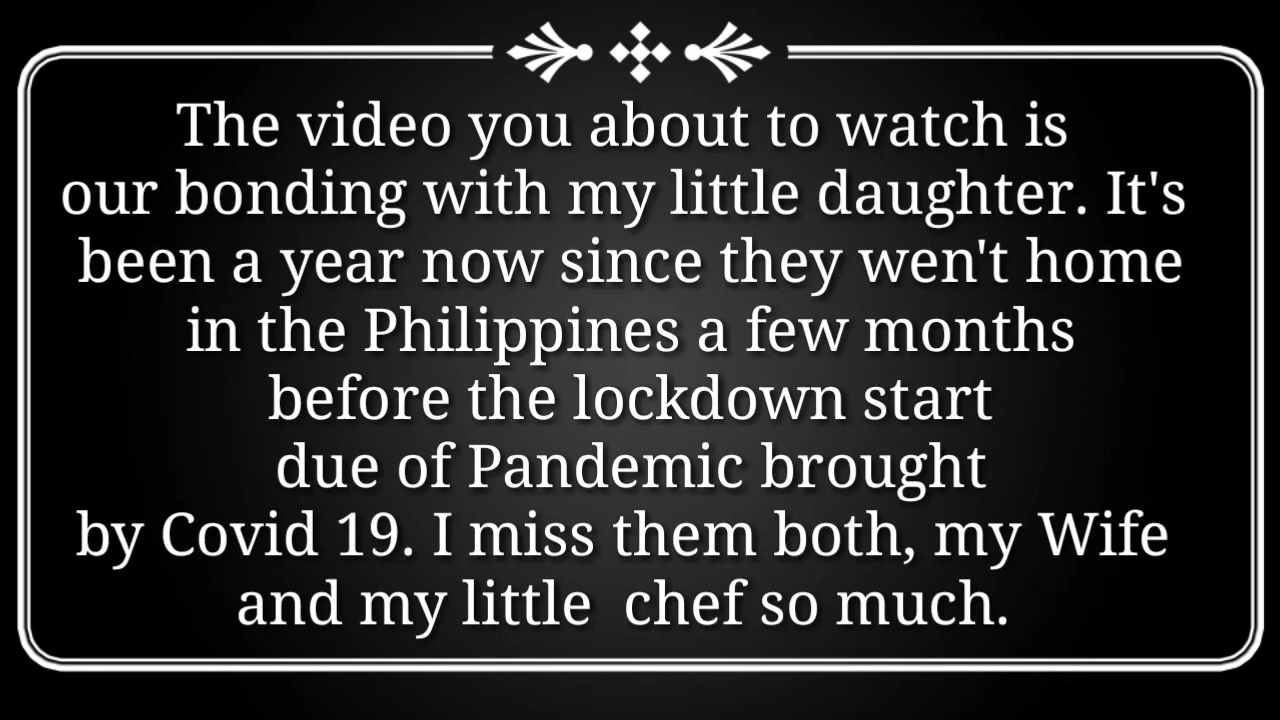 The video you about to watch is
our bonding with my little daughter. It's
been a year now since they wen't home
in the Philippines a few months
before the lockdown start
due of Pandemic brought
by Covid 19. I miss them both, my Wife
and my little  chef so much.